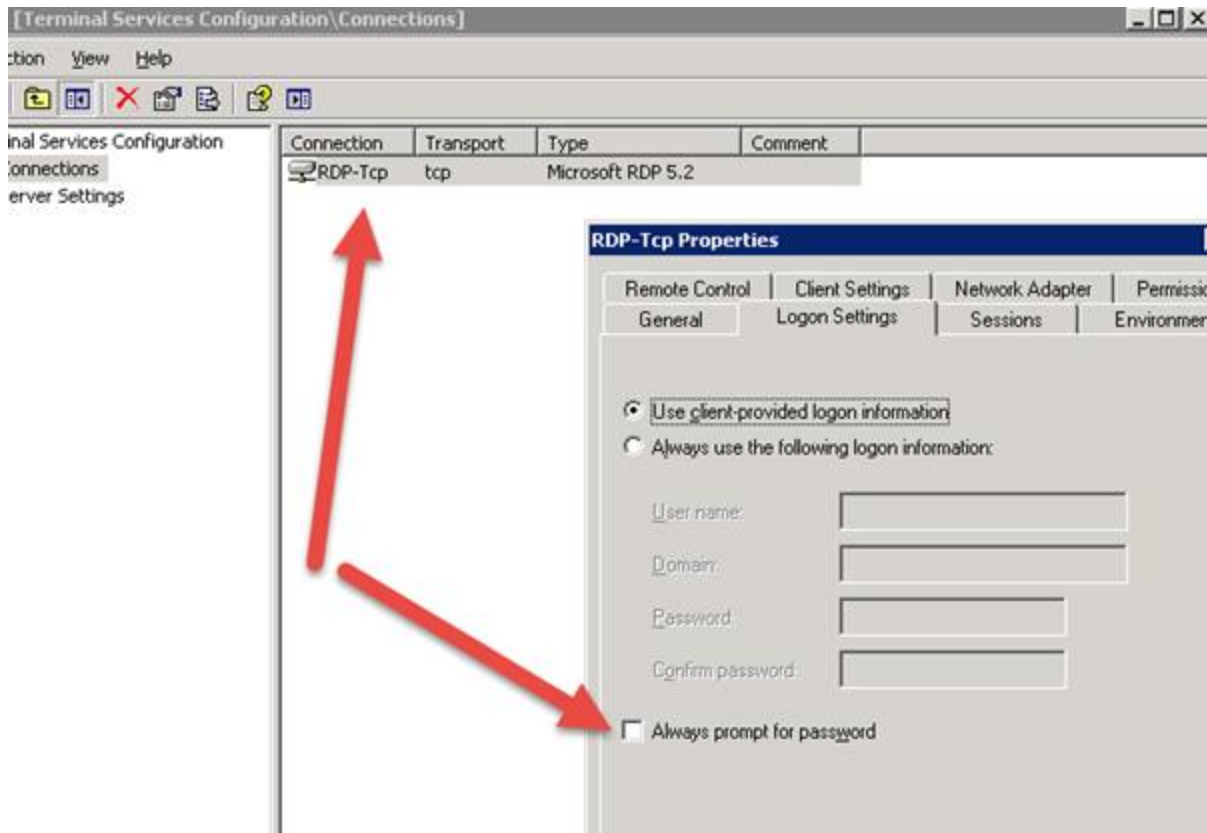 [Terminal Services Configuration\Connections]
ction View Help
inal Services Configuration
onnections
erver Settings
Connection Transport Type Comment
RDP-Tcp tcp Microsoft RDP 5.2
RDP-Tcp Properties
Remote Control Client Settings Network Adapter Permissio
General Logon Settings Sessions Environmen
Use client-provided logon information
Always use the following logon information:
User name:
Domain:
Password:
Confirm password:
Always prompt for password